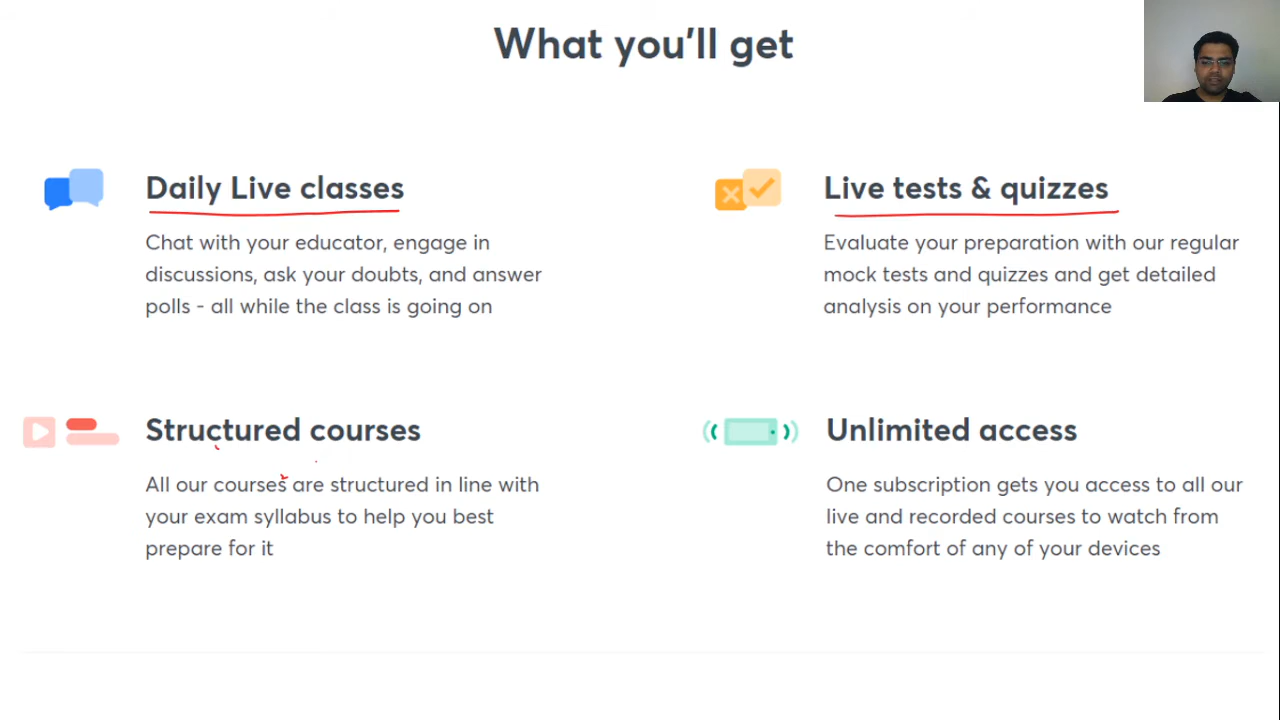 What you'll get
Daily Live classes
Chat with your educator, engage in
discussions, ask your doubts, and answer
polls - all while the class is going on
Live tests & quizzes
Evaluate your preparation with our regular
mock tests and quizzes and get detailed
analysis on your performance
Structured courses
All our courses are structured in line with
your exam syllabus to help you best
prepare for it
Unlimited access
One subscription gets you access to all our
live and recorded courses to watch from
the comfort of any of your devices